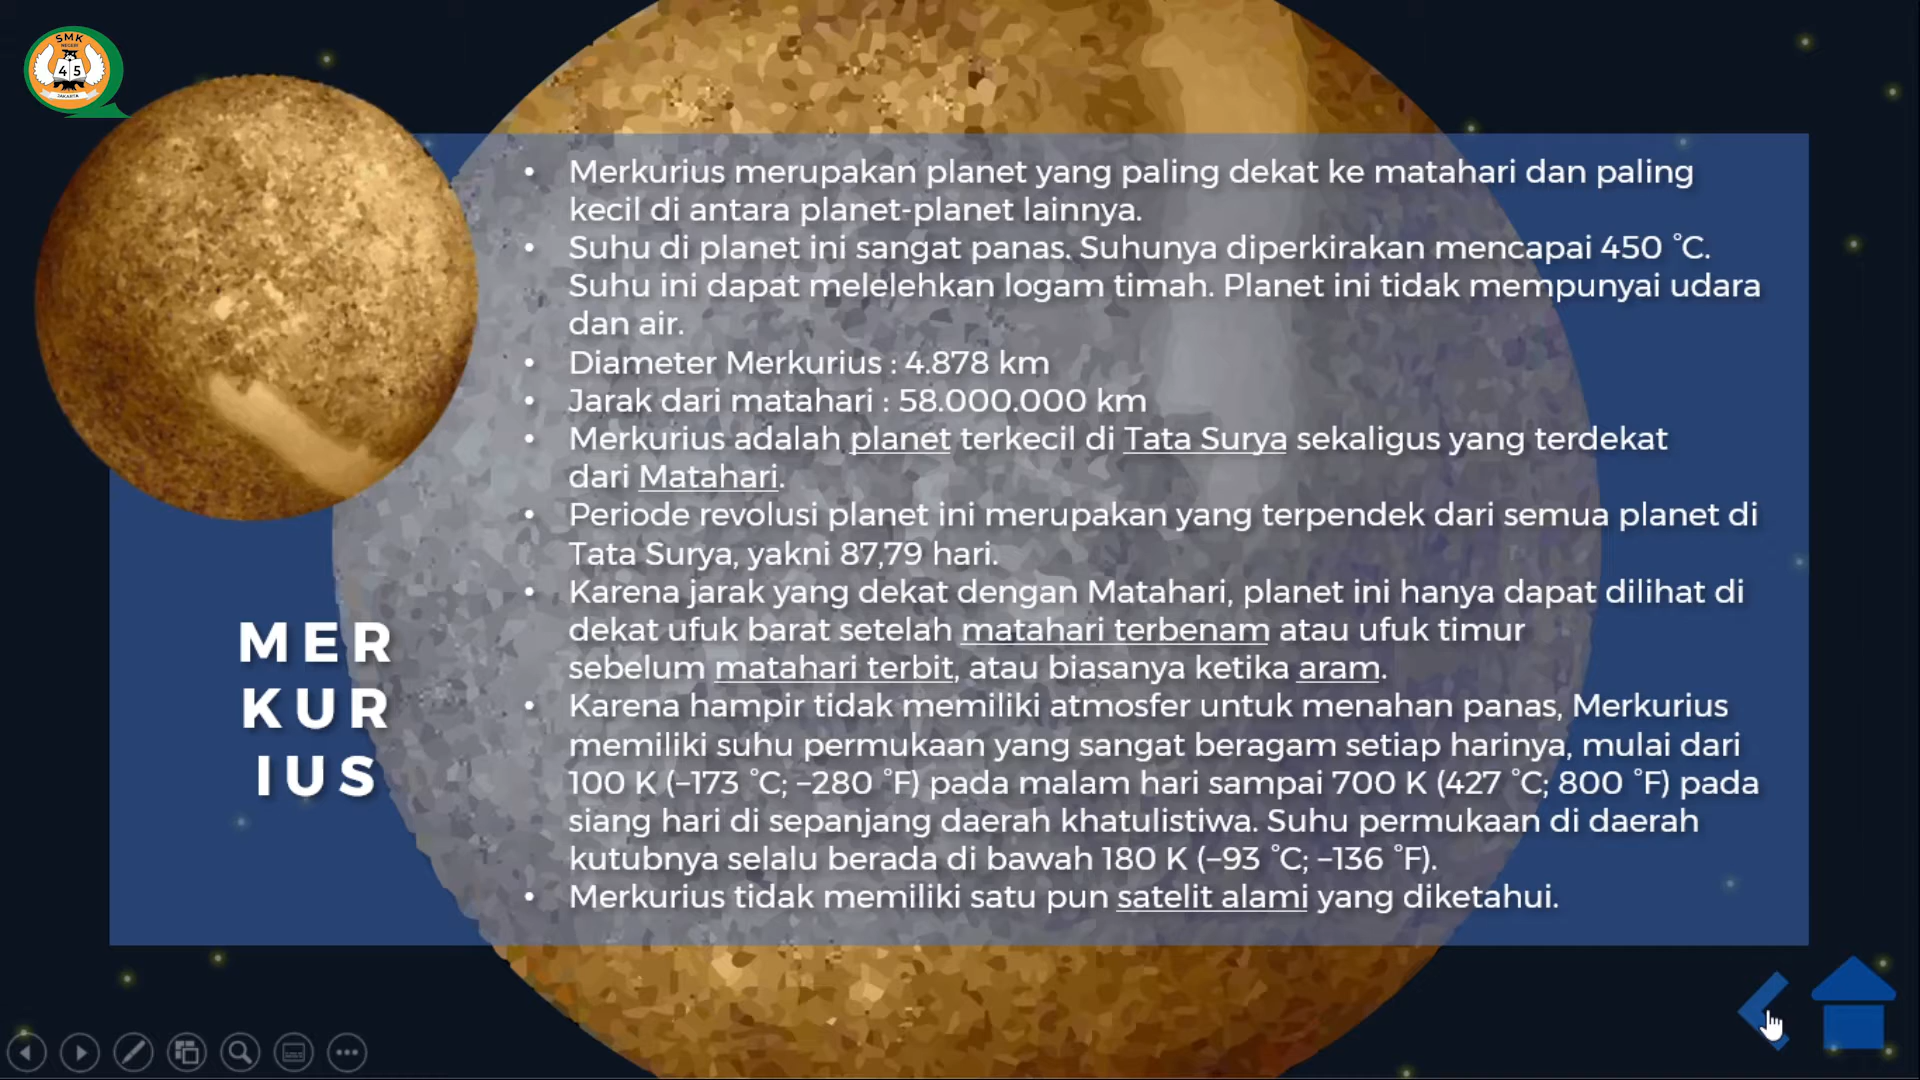 SMK
NEGERI
45
JAKARTA
• Merkurius merupakan planet yang paling dekat ke matahari dan paling
kecil di antara planet-planet lainnya.
• Suhu di planet ini sangat panas. Suhunya diperkirakan mencapai 450 °C.
Suhu ini dapat melelehkan logam timah. Planet ini tidak mempunyai udara
dan air.
• Diameter Merkurius : 4.878 km
• Jarak dari matahari : 58.000.000 km
• Merkurius adalah planet terkecil di Tata Surya sekaligus yang terdekat
dari Matahari.
• Periode revolusi planet ini merupakan yang terpendek dari semua planet di
Tata Surya, yakni 87,79 hari.
• Karena jarak yang dekat dengan Matahari, planet ini hanya dapat dilihat di
dekat ufuk barat setelah matahari terbenam atau ufuk timur
sebelum matahari terbit, atau biasanya ketika aram.
• Karena hampir tidak memiliki atmosfer untuk menahan panas, Merkurius
memiliki suhu permukaan yang sangat beragam setiap harinya, mulai dari
100 K (–173 °C; –280 °F) pada malam hari sampai 700 K (427 °C; 800 °F) pada
siang hari di sepanjang daerah khatulistiwa. Suhu permukaan di daerah
kutubnya selalu berada di bawah 180 K (–93 °C; –136 °F).
• Merkurius tidak memiliki satu pun satelit alami yang diketahui.
MER
KUR
IUS